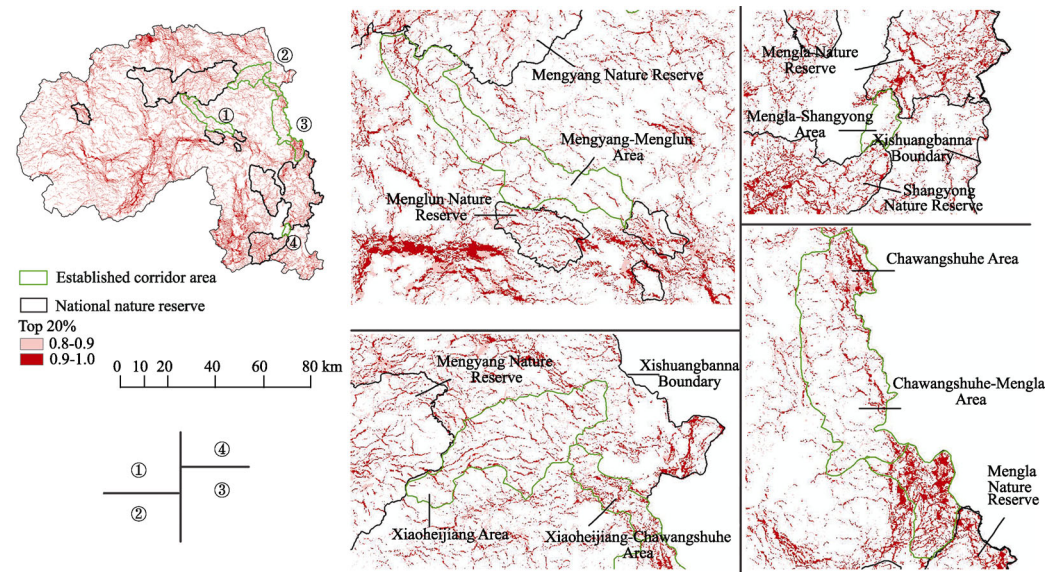 ②
①
③
④
Established corridor area
National nature reserve
Top 20%
0.8-0.9
0.9-1.0
0 10 20 40 60 80 km
①
④
②
③
Mengyang Nature Reserve
Mengyang-Menglun
Area
Menglun Nature
Reserve
Mengla-Nature
Reserve
Mengla-Shangyong
Area
Xishuangbanna
Boundary
Shangyong
Nature Reserve
Mengyang Nature
Reserve
Xishuangbanna
Boundary
Xiaoheijiang Area
Xiaoheijiang-Chawangshuhe
Area
Chawangshuhe Area
Chawangshuhe-Mengla
Area
Mengla
Nature
Reserve